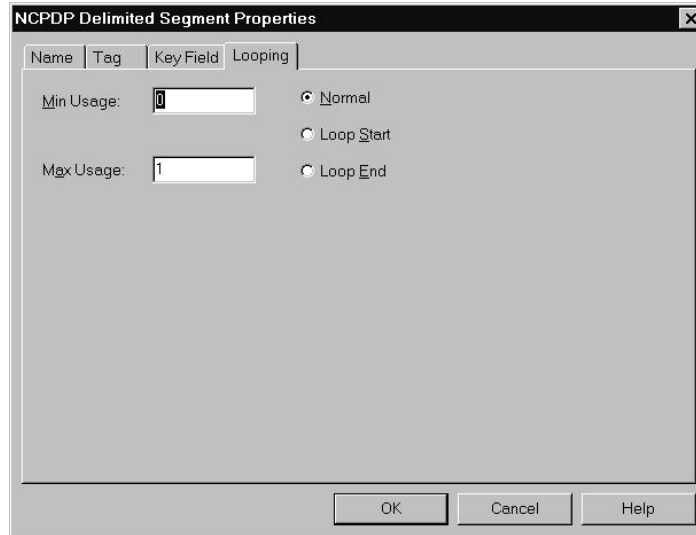 NCPDP Delimited Segment Properties
Name Tag Key Field Looping
Min Usage: 0 Normal
Loop Start
Max Usage: 1 Loop End
OK Cancel Help